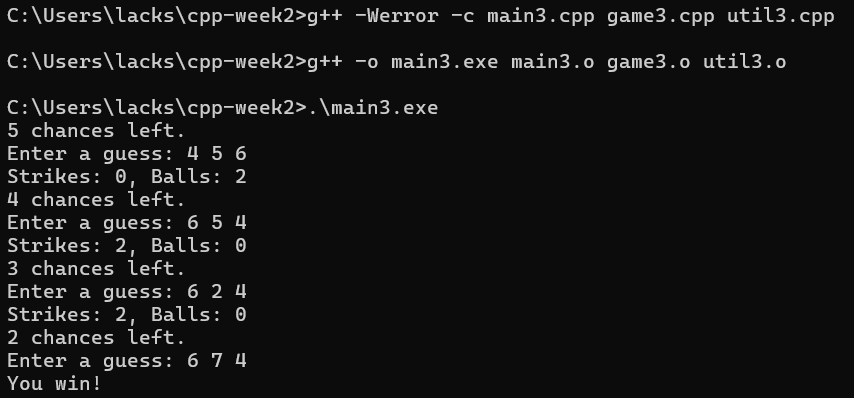 C:\Users\lacks\cpp-week2>g++ -Werror -c main3.cpp game3.cpp util3.cpp
C:\Users\lacks\cpp-week2>g++ -o main3.exe main3.o game3.o util3.o
C:\Users\lacks\cpp-week2>.\main3.exe
5 chances left.
Enter a guess: 4 5 6
Strikes: 0, Balls: 2
4 chances left.
Enter a guess: 6 5 4
Strikes: 2, Balls: 0
3 chances left.
Enter a guess: 6 2 4
Strikes: 2, Balls: 0
2 chances left.
Enter a guess: 6 7 4
You win!